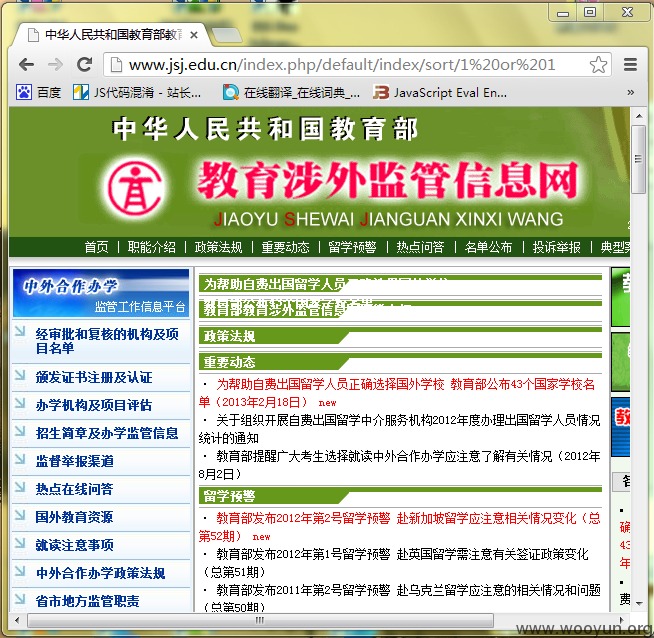 中华人民共和国教育部教
www.jsj.edu.cn/index.php/default/index/sort/1%20or%201
百度 JS代码混淆 - 站长... 在线翻译_在线词典_... JavaScript Eval En... »
中华人民共和国教育部
教育涉外监管信息网
JIAOYU SHEWAI JIANGUAN XINXI WANG
首页 | 职能介绍 | 政策法规 | 重要动态 | 留学预警 | 热点问答 | 名单公布 | 投诉举报 | 典型案
中外合作办学
监管工作信息平台
经审批和复核的机构及项
目名单
颁发证书注册及认证
办学机构及项目评估
招生简章及办学监管信息
监督举报渠道
热点在线问答
国外教育资源
就读注意事项
中外合作办学政策法规
省市地方监管职责
为帮助自费出国留学人员
教育部教育涉外监管信息
政策法规
重要动态
· 为帮助自费出国留学人员正确选择国外学校 教育部公布43个国家学校名
单（2013年2月18日） new
· 关于组织开展自费出国留学中介服务机构2012年度办理出国留学人员情况
统计的通知
· 教育部提醒广大考生选择就读中外合作办学应注意了解有关情况（2012年
8月2日）
留学预警
· 教育部发布2012年第2号留学预警 赴新加坡留学应注意相关情况变化（总
第52期） new
· 教育部发布2012年第1号留学预警 赴英国留学需注意有关签证政策变化
（总第51期）
· 教育部发布2011年第2号留学预警 赴乌克兰留学应注意的相关情况和问题
（总第50期）
www.wooyun.org